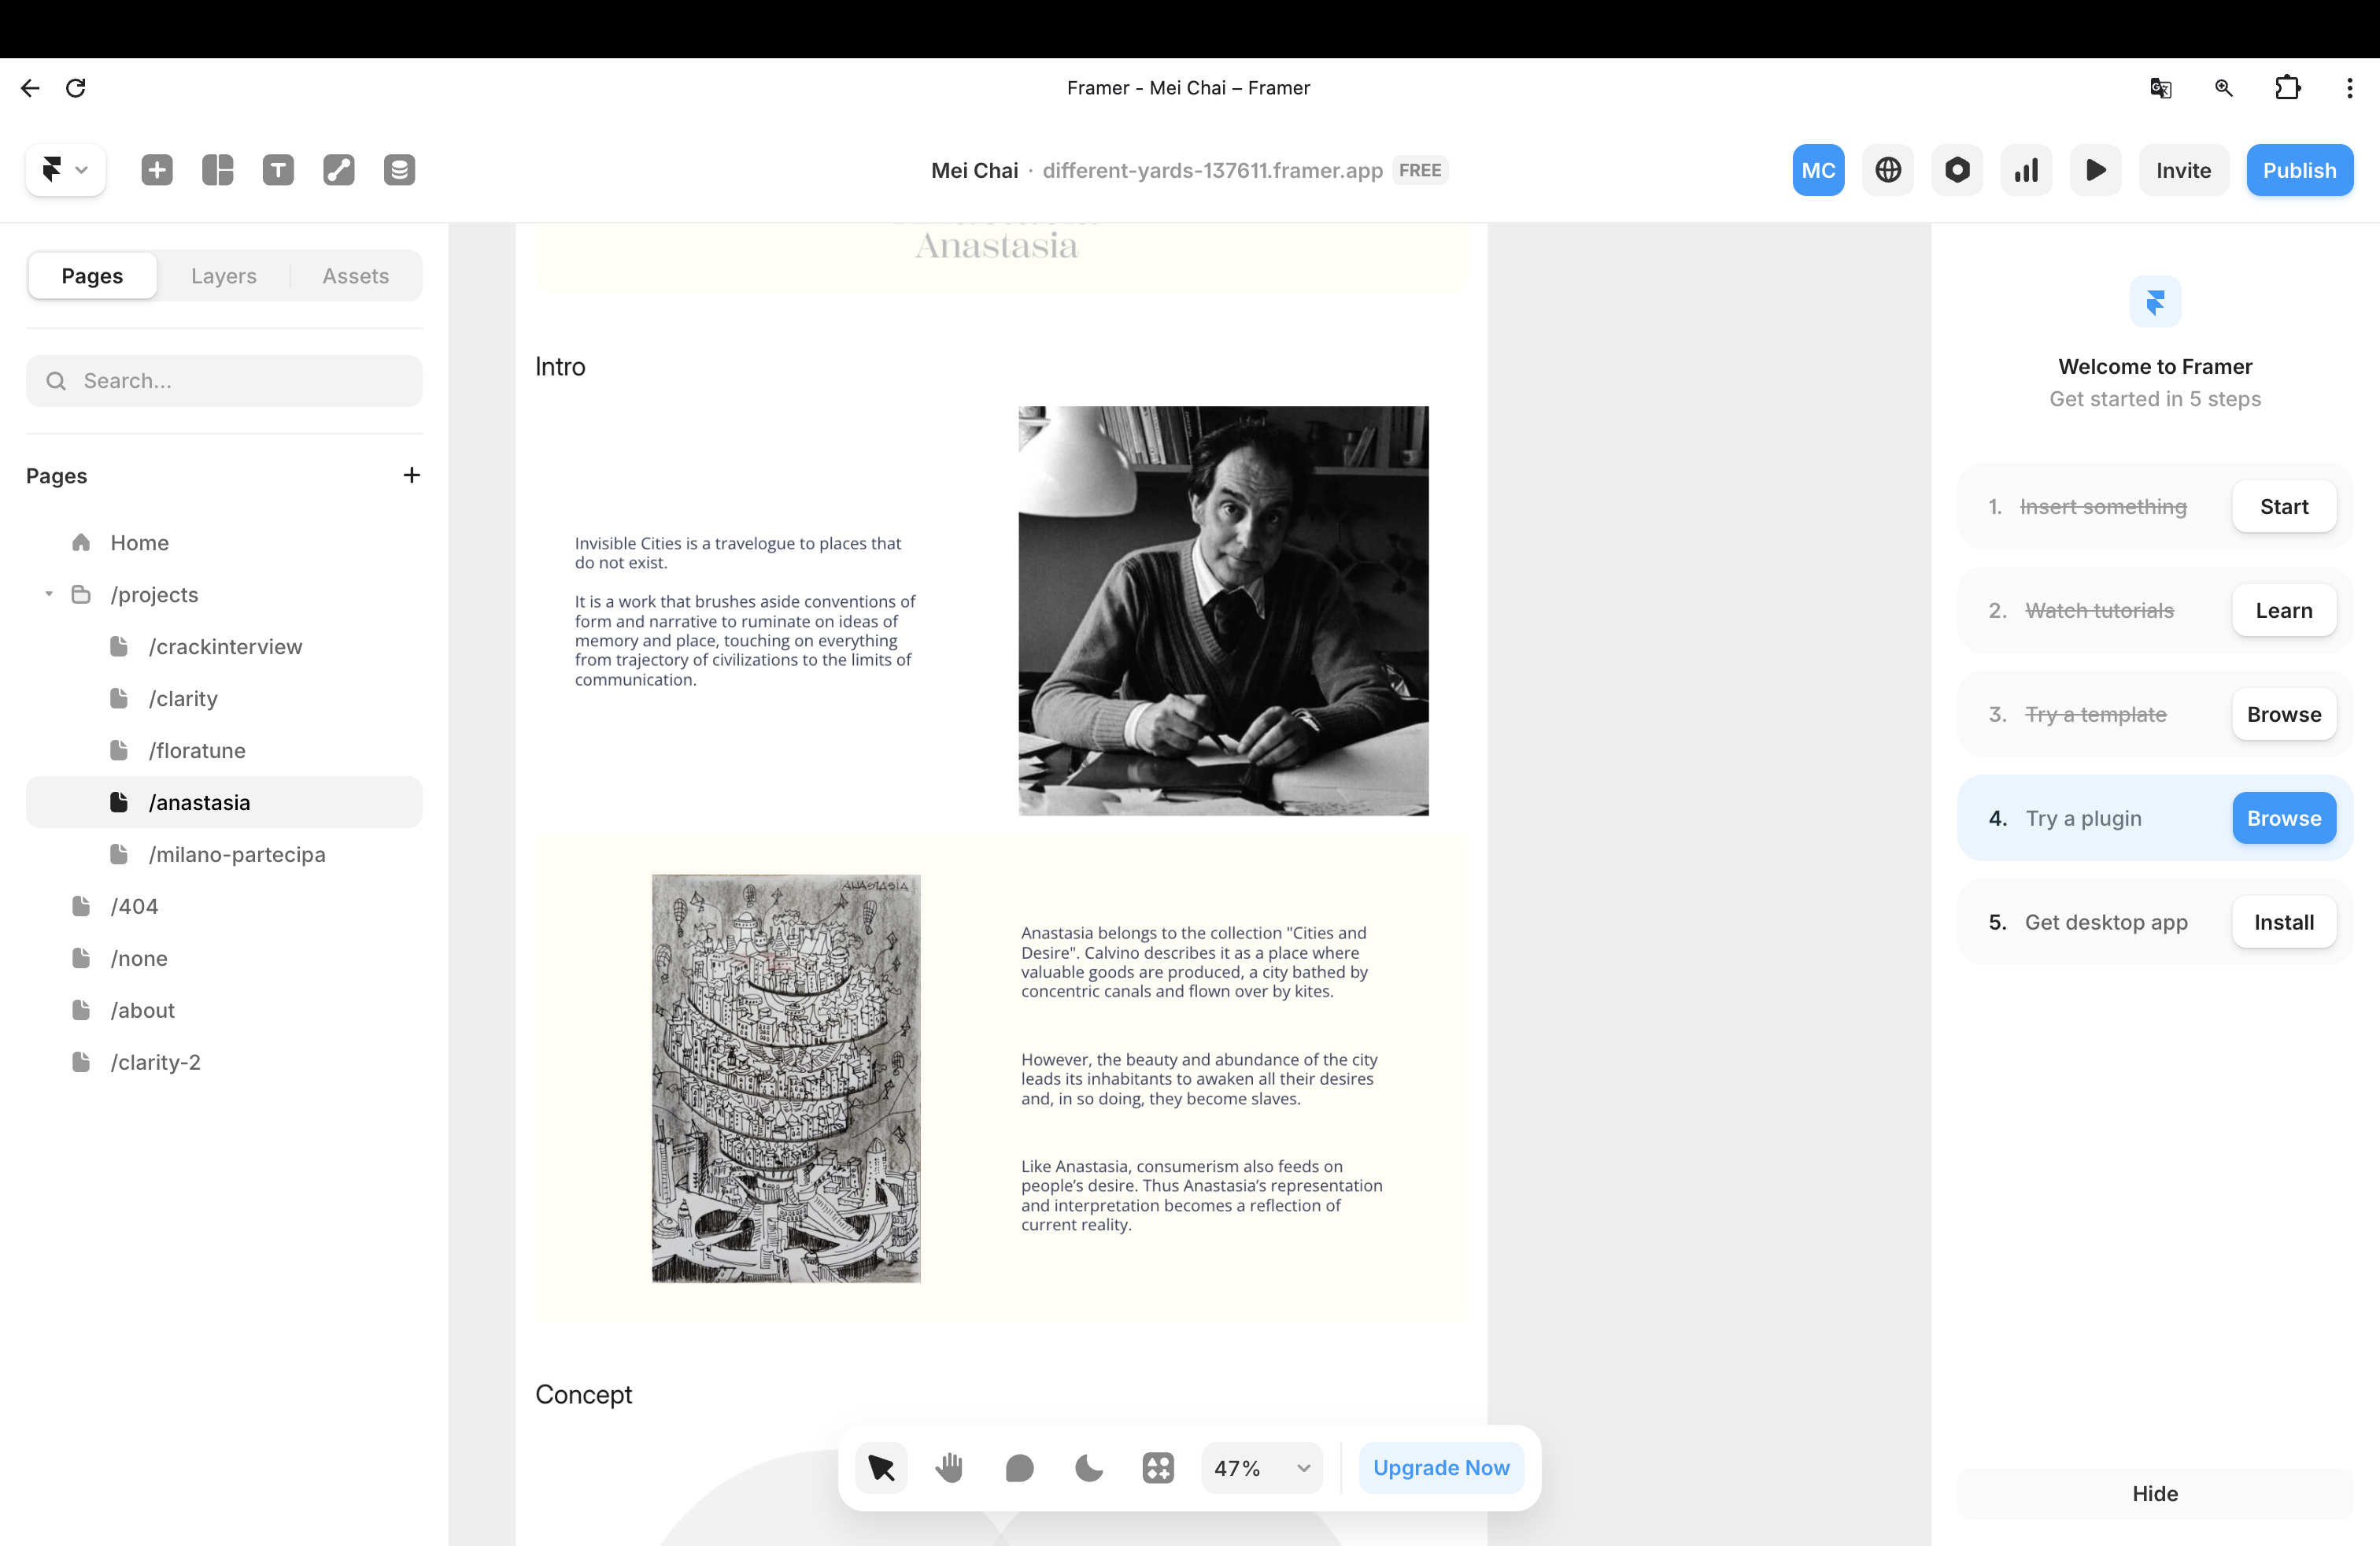 Framer - Mei Chai – Framer
Mei Chai · different-yards-137611.framer.app FREE
MC
Invite
Publish
Pages
Layers
Assets
Search...
Pages
Home
/projects
/crackinterview
/clarity
/floratune
/anastasia
/milano-partecipa
/404
/none
/about
/clarity-2
Anastasia
Intro
Invisible Cities is a travelogue to places that
do not exist.
It is a work that brushes aside conventions of
form and narrative to ruminate on ideas of
memory and place, touching on everything
from trajectory of civilizations to the limits of
communication.
ANASTASIA
Anastasia belongs to the collection "Cities and
Desire". Calvino describes it as a place where
valuable goods are produced, a city bathed by
concentric canals and flown over by kites.
However, the beauty and abundance of the city
leads its inhabitants to awaken all their desires
and, in so doing, they become slaves.
Like Anastasia, consumerism also feeds on
people’s desire. Thus Anastasia’s representation
and interpretation becomes a reflection of
current reality.
Concept
47%
Upgrade Now
Welcome to Framer
Get started in 5 steps
1. Insert something Start
2. Watch tutorials Learn
3. Try a template Browse
4. Try a plugin Browse
5. Get desktop app Install
Hide